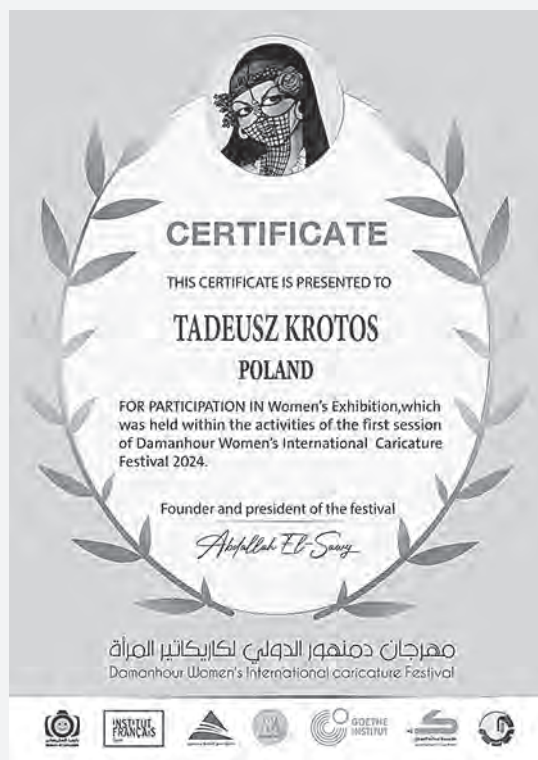 CERTIFICATE
THIS CERTIFICATE IS PRESENTED TO
TADEUSZ KROTOS
POLAND
FOR PARTICIPATION IN Women's Exhibition,which
was held within the activities of the first session
of Damanhour Women's International Caricature
Festival 2024.
Founder and president of the festival
Abdallah El-Sawy
مهرجان دمنهور الدولي لكاريكاتير المرأة
Damanhour Women's International caricature Festival
INSTITUT
FRANÇAIS
GOETHE
INSTITUT